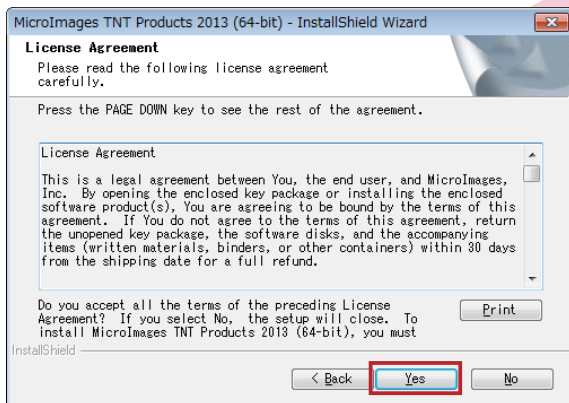 MicroImages TNT Products 2013 (64-bit) - InstallShield Wizard
License Agreement
Please read the following license agreement
carefully.
Press the PAGE DOWN key to see the rest of the agreement.
License Agreement
This is a legal agreement between You, the end user, and MicroImages,
Inc.  By opening the enclosed key package or installing the enclosed
software product(s), You are agreeing to be bound by the terms of this
agreement.  If You do not agree to the terms of this agreement, return
the unopened key package, the software disks, and the accompanying
items (written materials, binders, or other containers) within 30 days
from the shipping date for a full refund.
Do you accept all the terms of the preceding License
Agreement?  If you select No, the setup will close.  To
install MicroImages TNT Products 2013 (64-bit), you must
Print
InstallShield
< Back
Yes
No